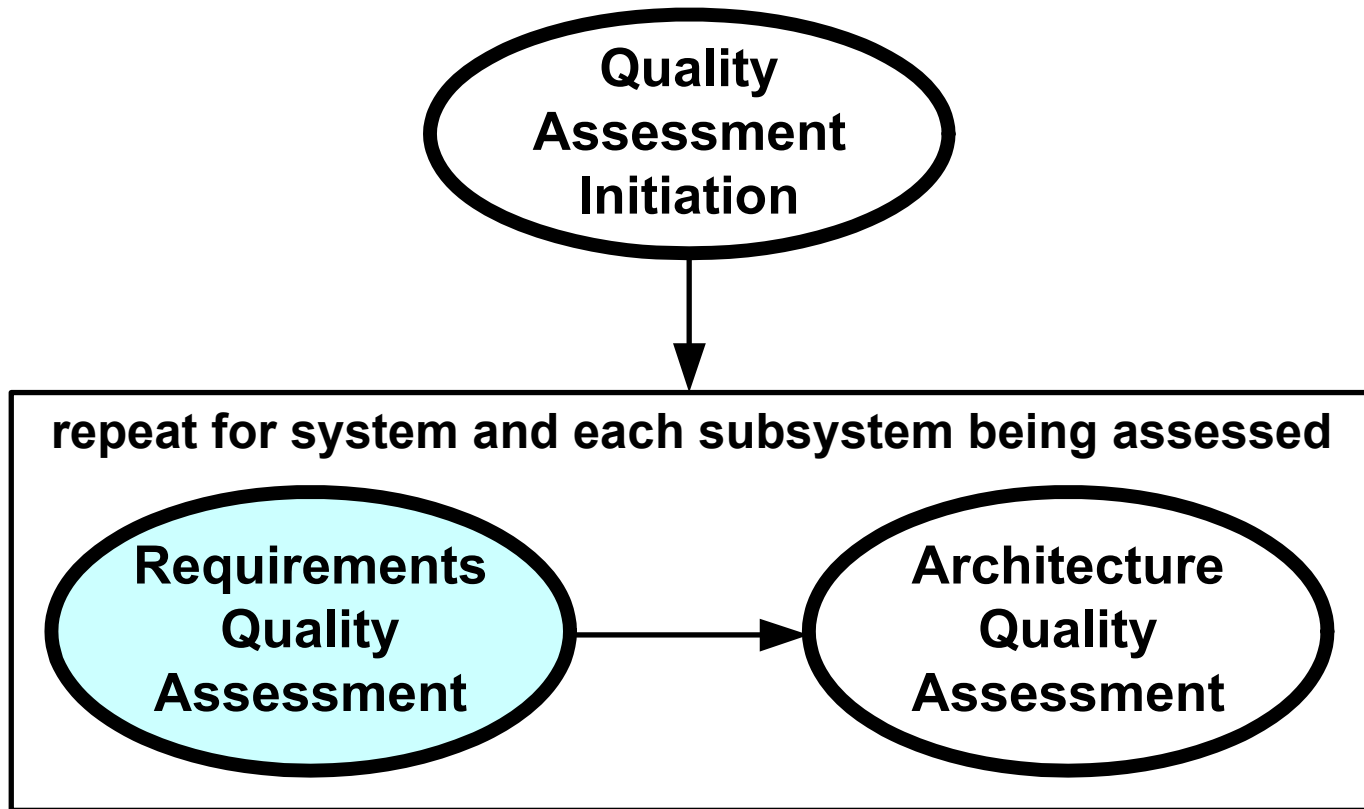 Quality
Assessment
Initiation
repeat for system and each subsystem being assessed
Requirements
Quality
Assessment
Architecture
Quality
Assessment